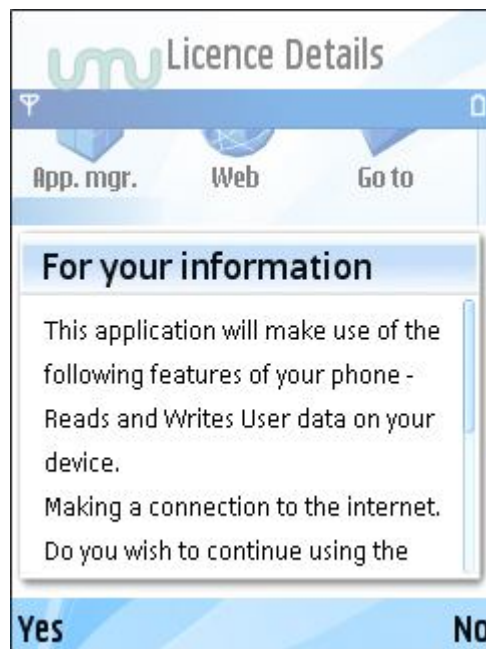 umu
Licence Details
App. mgr.
Web
Go to
For your information
This application will make use of the
following features of your phone -
Reads and Writes User data on your
device.
Making a connection to the internet.
Do you wish to continue using the
Yes
No